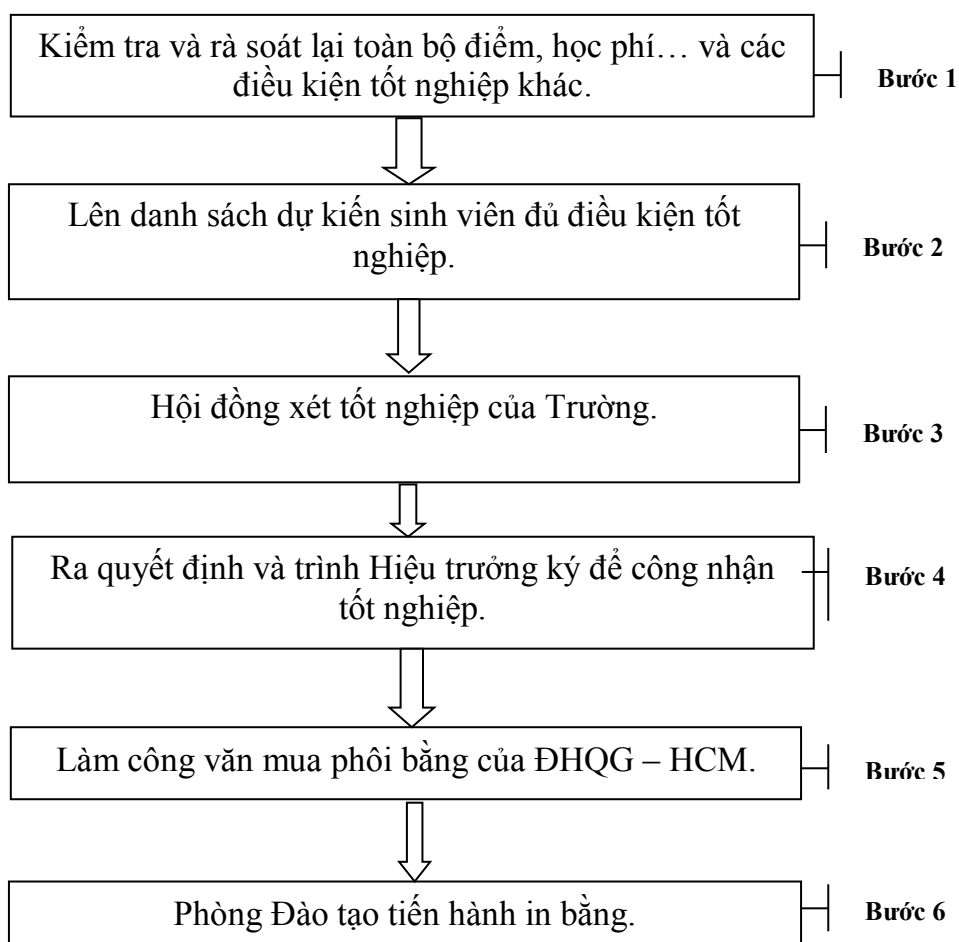 Kiểm tra và rà soát lại toàn bộ điểm, học phí… và các
điều kiện tốt nghiệp khác.
Bước 1
Lên danh sách dự kiến sinh viên đủ điều kiện tốt
nghiệp.
Bước 2
Hội đồng xét tốt nghiệp của Trường.
Bước 3
Ra quyết định và trình Hiệu trưởng ký để công nhận
tốt nghiệp.
Bước 4
Làm công văn mua phôi bằng của ĐHQG – HCM.
Bước 5
Phòng Đào tạo tiến hành in bằng.
Bước 6